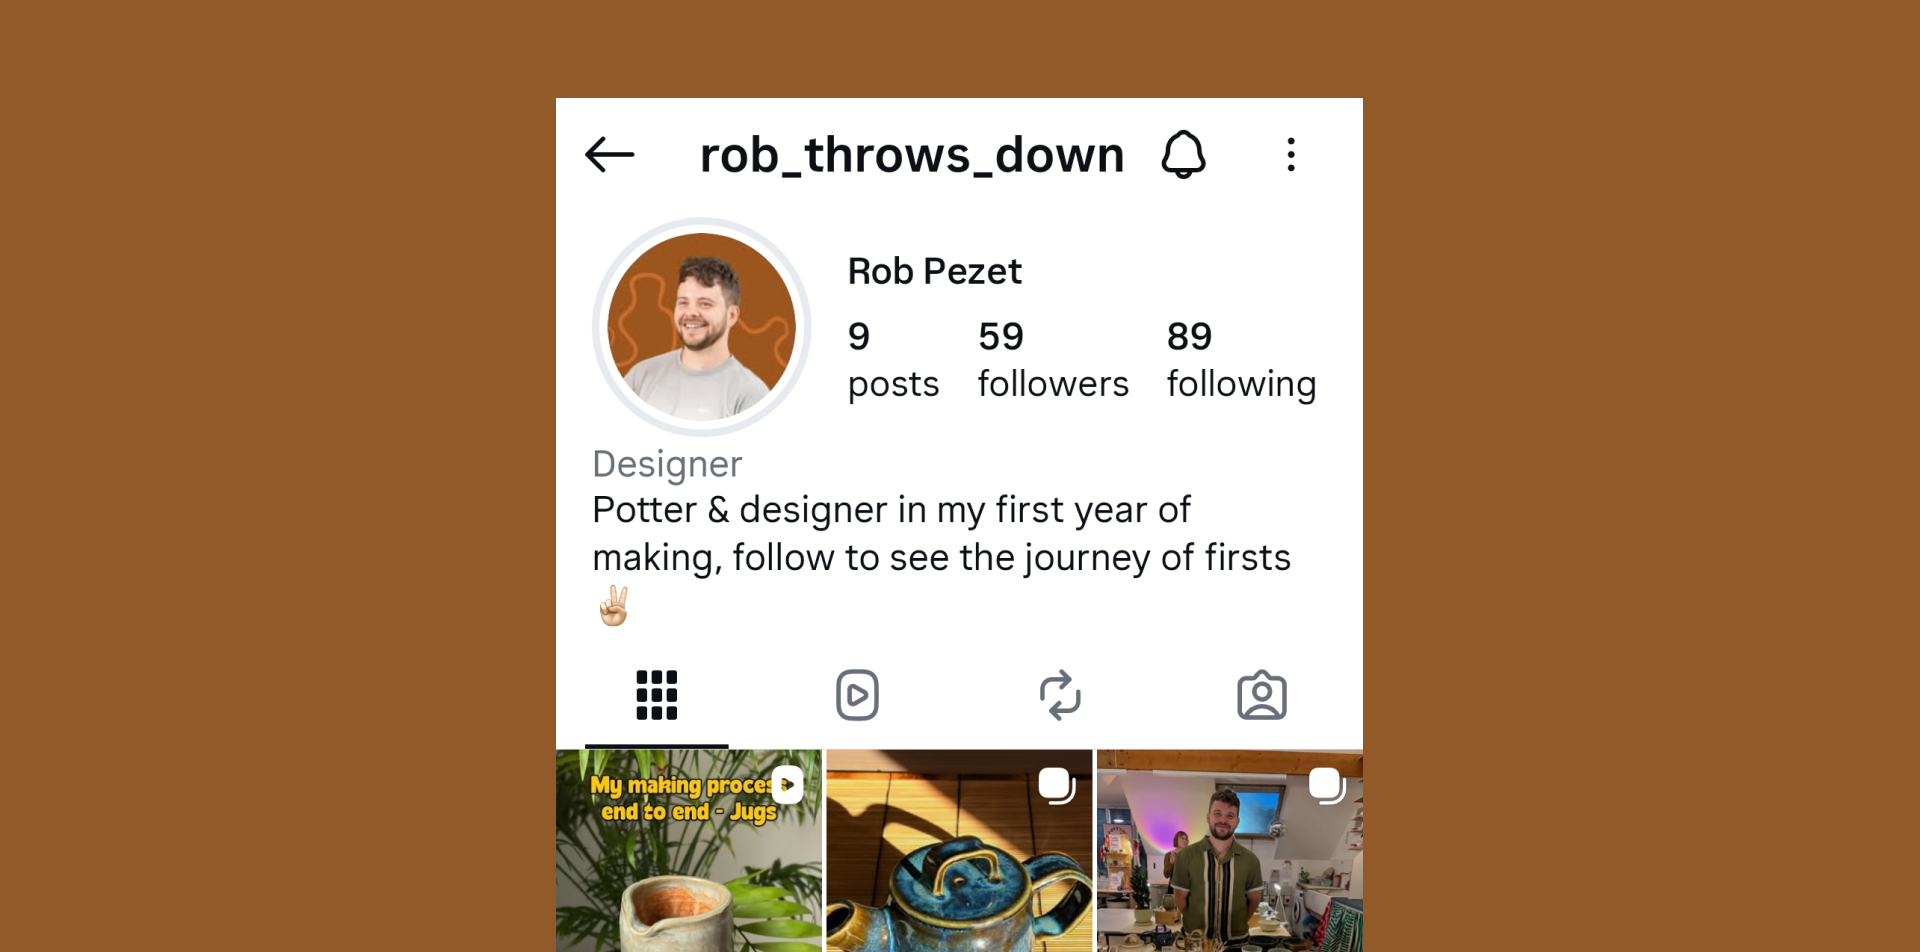 rob_throws_down
Rob Pezet
9 59 89
posts followers following
Designer
Potter & designer in my first year of
making, follow to see the journey of firsts
✌🏻
My making process
end to end - Jugs